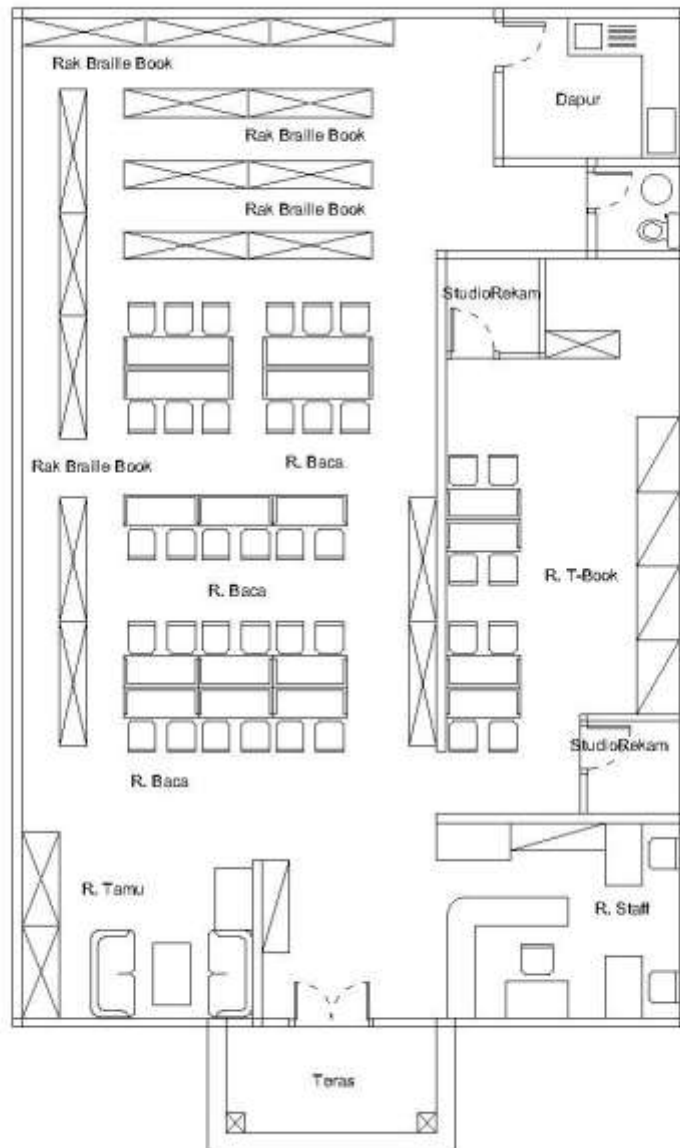 Rak Braille Book
Dapur
Rak Braille Book
Rak Braille Book
StudioRekam
R. Baca
Rak Braille Book
R. T-Book
R. Baca
StudioRekam
R. Baca
R. Tamu
R. Staff
Teras